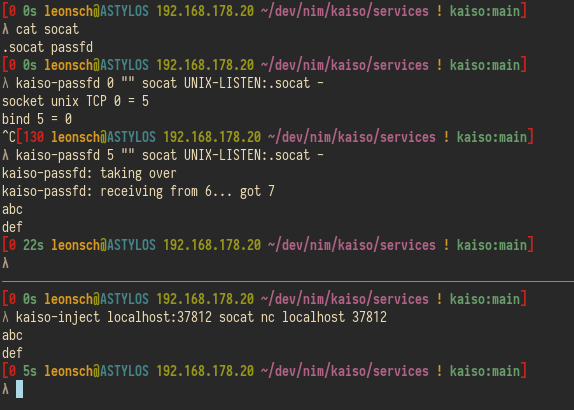 [0 0s leonsch@ASTYLOS 192.168.178.20 ~/dev/nim/kaiso/services ! kaiso:main]
λ cat socat
.socat passfd
[0 0s leonsch@ASTYLOS 192.168.178.20 ~/dev/nim/kaiso/services ! kaiso:main]
λ kaiso-passfd 0 "" socat UNIX-LISTEN:.socat -
socket unix TCP 0 = 5
bind 5 = 0
^C[130 leonsch@ASTYLOS 192.168.178.20 ~/dev/nim/kaiso/services ! kaiso:main]
λ kaiso-passfd 5 "" socat UNIX-LISTEN:.socat -
kaiso-passfd: taking over
kaiso-passfd: receiving from 6... got 7
abc
def
[0 22s leonsch@ASTYLOS 192.168.178.20 ~/dev/nim/kaiso/services ! kaiso:main]
λ
[0 0s leonsch@ASTYLOS 192.168.178.20 ~/dev/nim/kaiso/services ! kaiso:main]
λ kaiso-inject localhost:37812 socat nc localhost 37812
abc
def
[0 5s leonsch@ASTYLOS 192.168.178.20 ~/dev/nim/kaiso/services ! kaiso:main]
λ